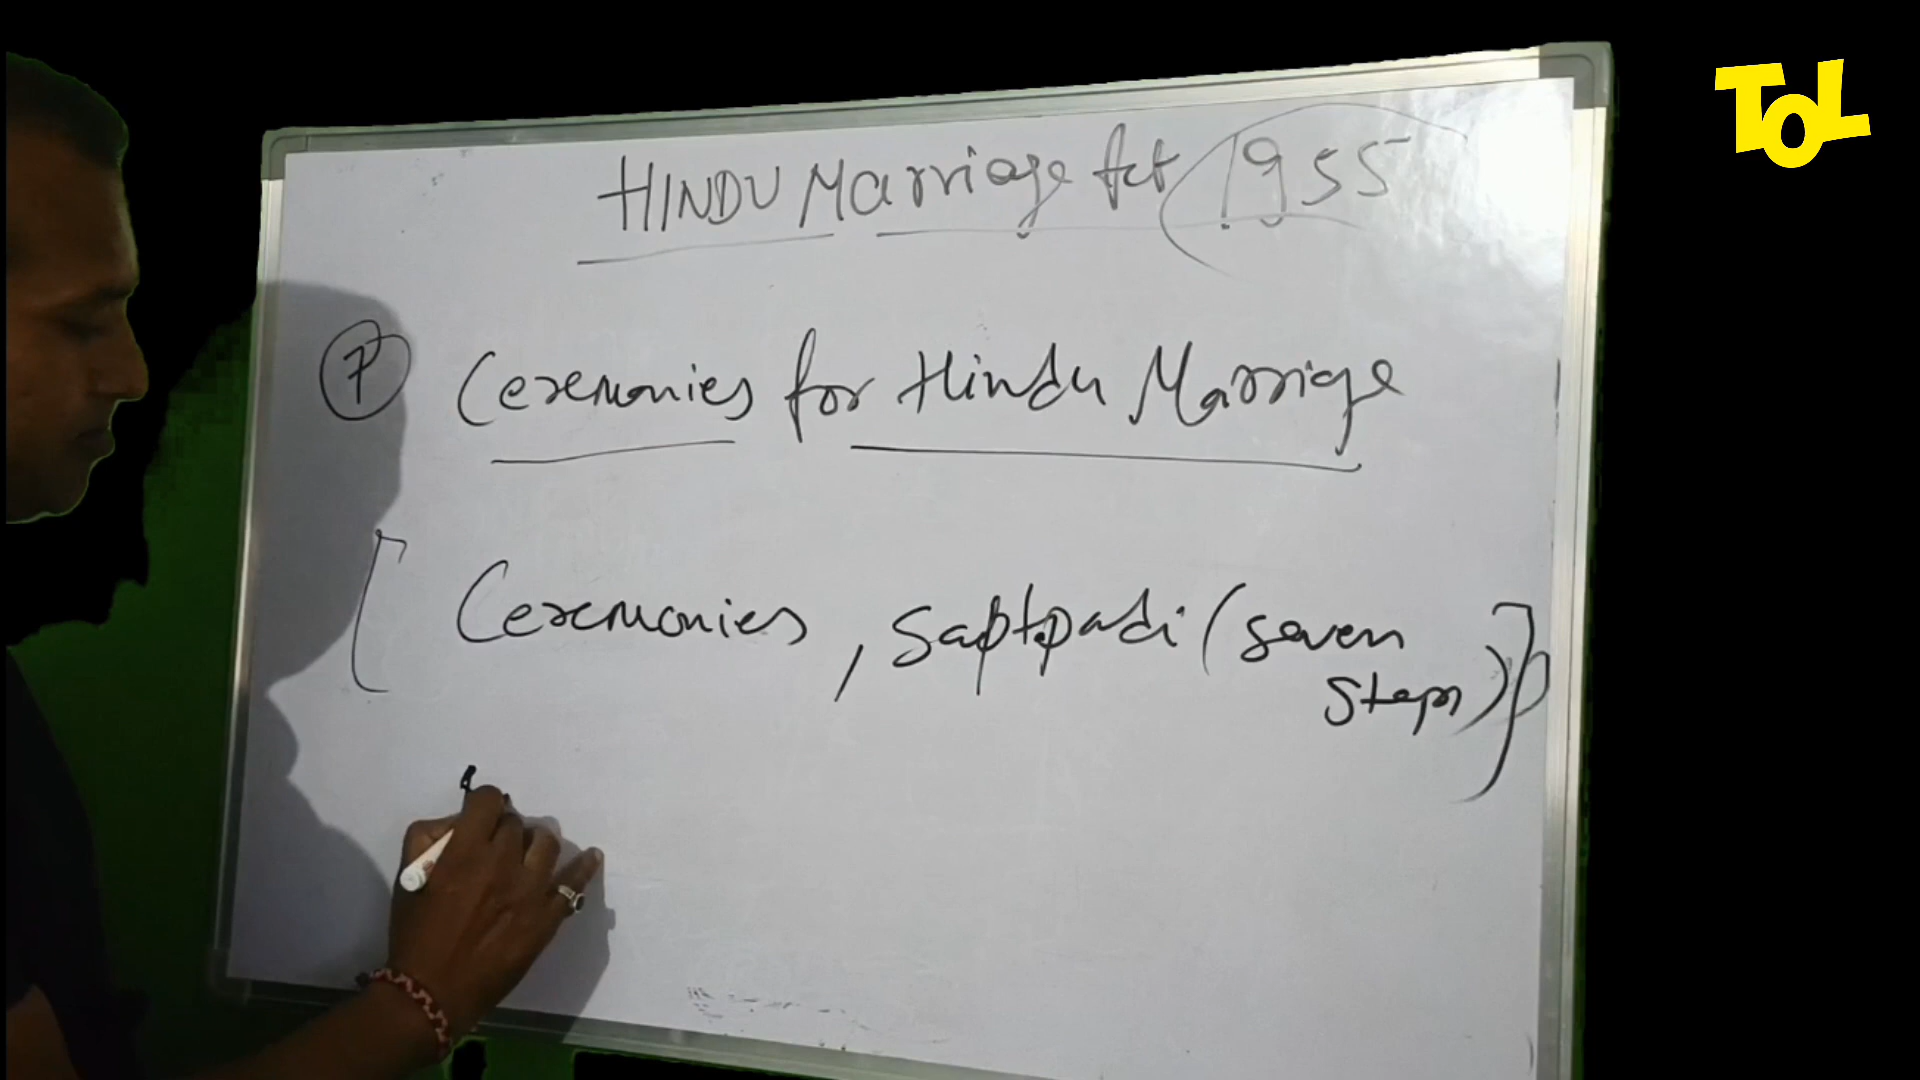 TOL
HINDU Marriage Act 1955
7 Ceremonies for Hindu Marriage
[ Ceremonies, Saptpadi (seven
steps) ]